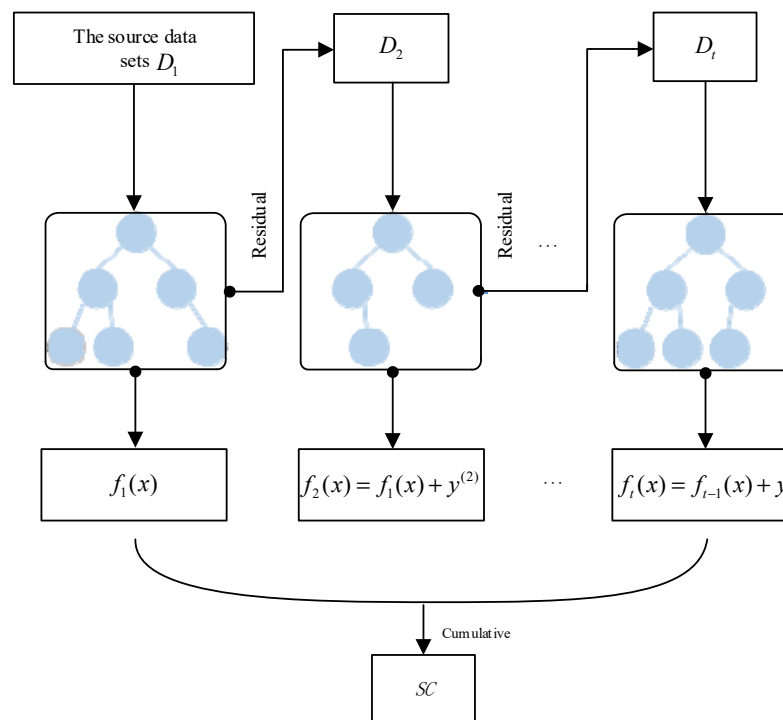 The source data
sets D₁
D₂
Dₜ
Residual
Residual
...
f₁(x)
f₂(x) = f₁(x) + y⁽²⁾
...
fₜ(x) = fₜ₋₁(x) + y
Cumulative
SC